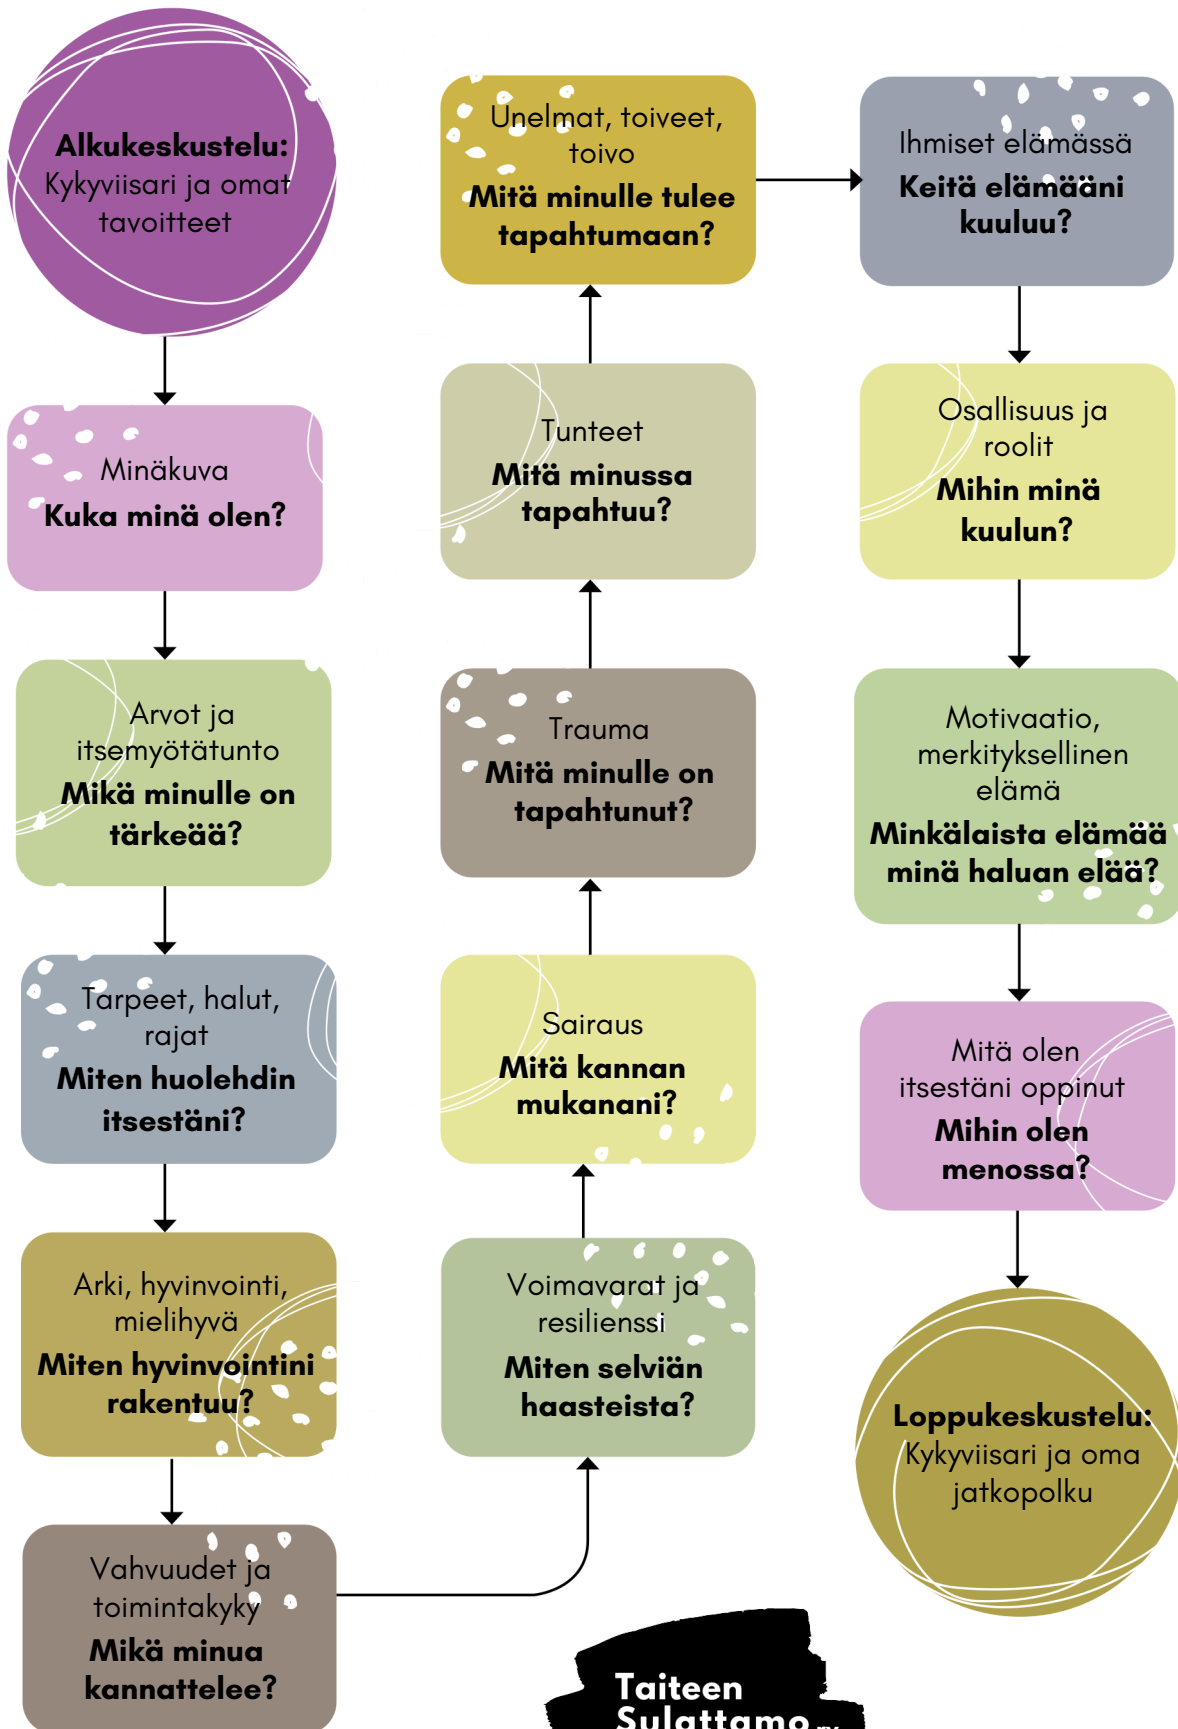 Alkukeskustelu:
Kykyviisari ja omat
tavoitteet
Minäkuva
Kuka minä olen?
Arvot ja
itsemyötätunto
Mikä minulle on
tärkeää?
Tarpeet, halut,
rajat
Miten huolehdin
itsestäni?
Arki, hyvinvointi,
mielihyvä
Miten hyvinvointini
rakentuu?
Vahvuudet ja
toimintakyky
Mikä minua
kannattelee?
Voimavarat ja
resilienssi
Miten selviän
haasteista?
Sairaus
Mitä kannan
mukanani?
Trauma
Mitä minulle on
tapahtunut?
Tunteet
Mitä minussa
tapahtuu?
Unelmat, toiveet,
toivo
Mitä minulle tulee
tapahtumaan?
Ihmiset elämässä
Keitä elämääni
kuuluu?
Osallisuus ja
roolit
Mihin minä
kuulun?
Motivaatio,
merkityksellinen
elämä
Minkälaista elämää
minä haluan elää?
Mitä olen
itsestäni oppinut
Mihin olen
menossa?
Loppukeskustelu:
Kykyviisari ja oma
jatkopolku
Taiteen
Sulattamo ry